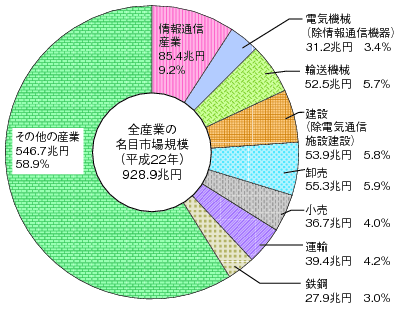 情報通信
産業
85.4兆円
9.2%
電気機械
(除情報通信機器)
31.2兆円 3.4%
輸送機械
52.5兆円 5.7%
建設
(除電気通信
施設建設)
53.9兆円 5.8%
卸売
55.3兆円 5.9%
小売
36.7兆円 4.0%
運輸
39.4兆円 4.2%
鉄鋼
27.9兆円 3.0%
その他の産業
546.7兆円
58.9%
全産業の
名目市場規模
(平成22年)
928.9兆円